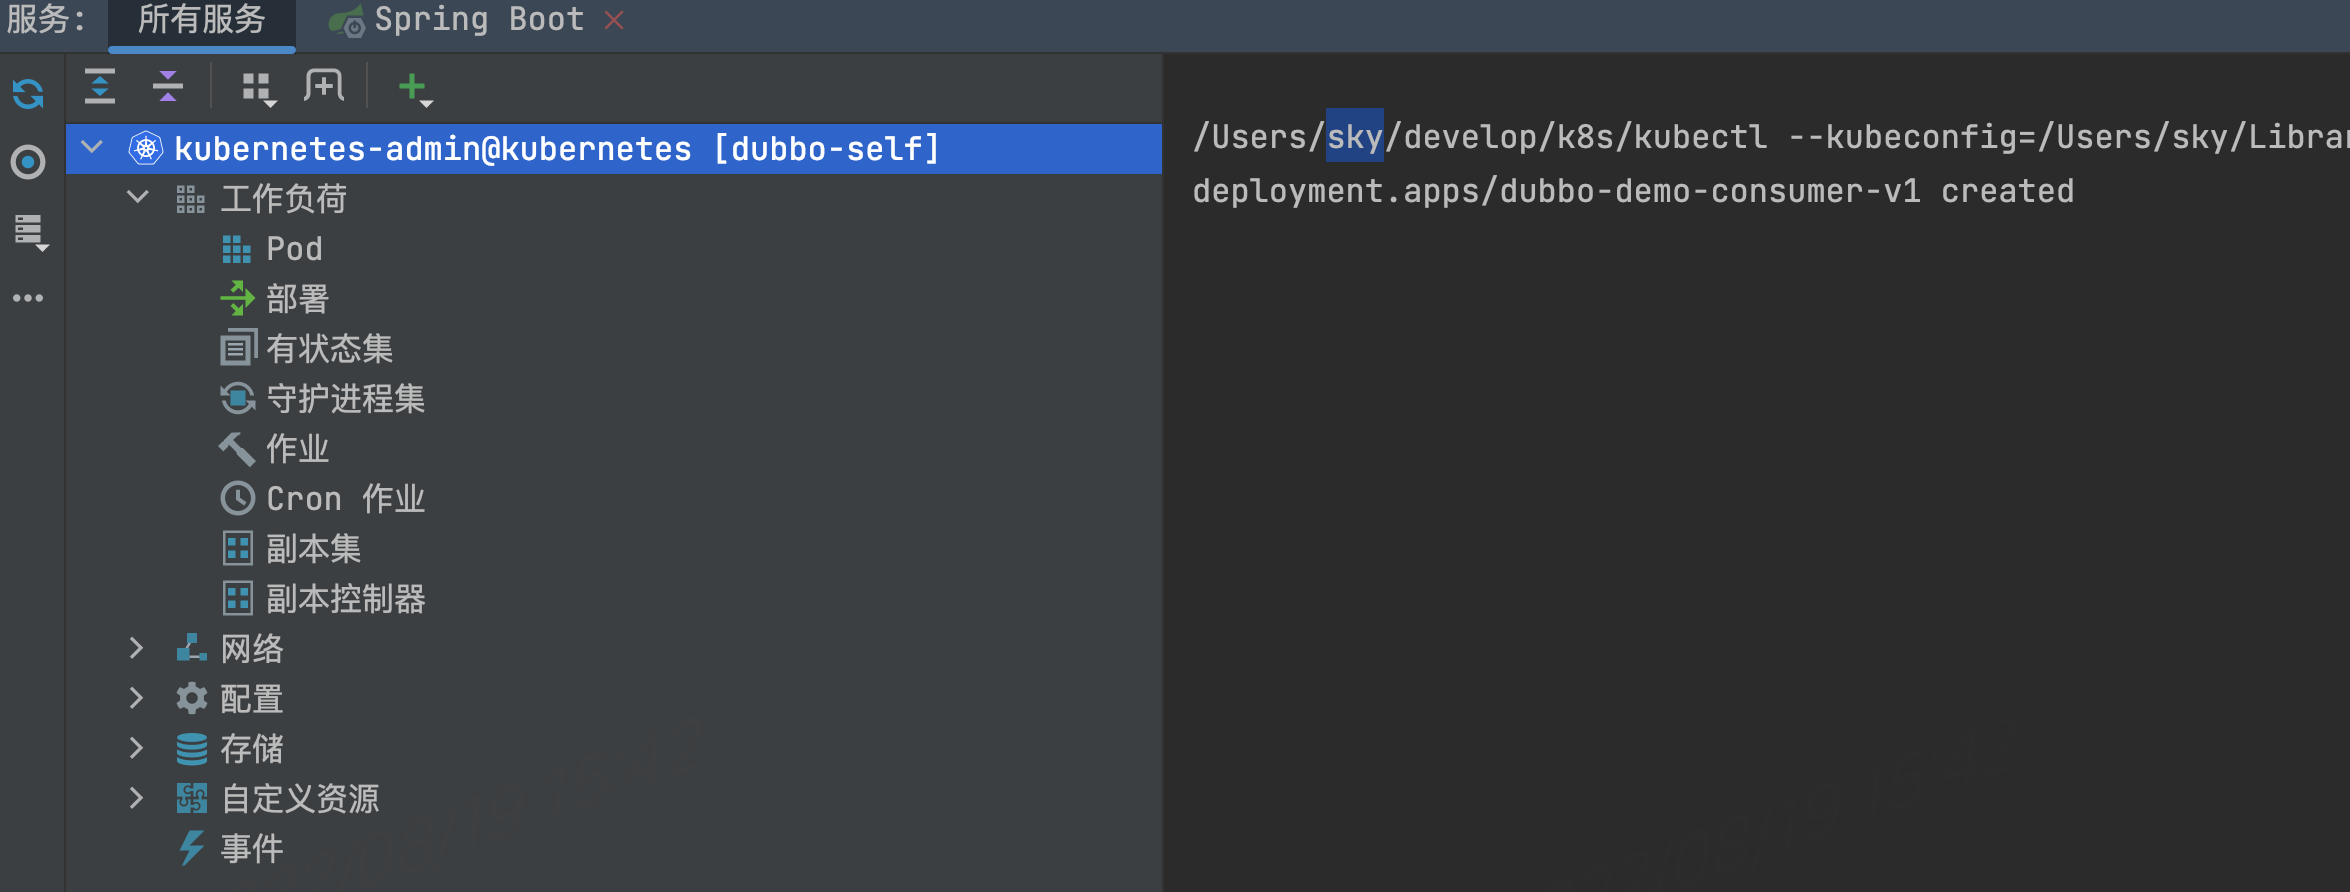 服务: 所有服务 Spring Boot
kubernetes-admin@kubernetes [dubbo-self]
工作负荷
Pod
部署
有状态集
守护进程集
作业
Cron 作业
副本集
副本控制器
网络
配置
存储
自定义资源
事件
/Users/sky/develop/k8s/kubectl --kubeconfig=/Users/sky/Librar
deployment.apps/dubbo-demo-consumer-v1 created